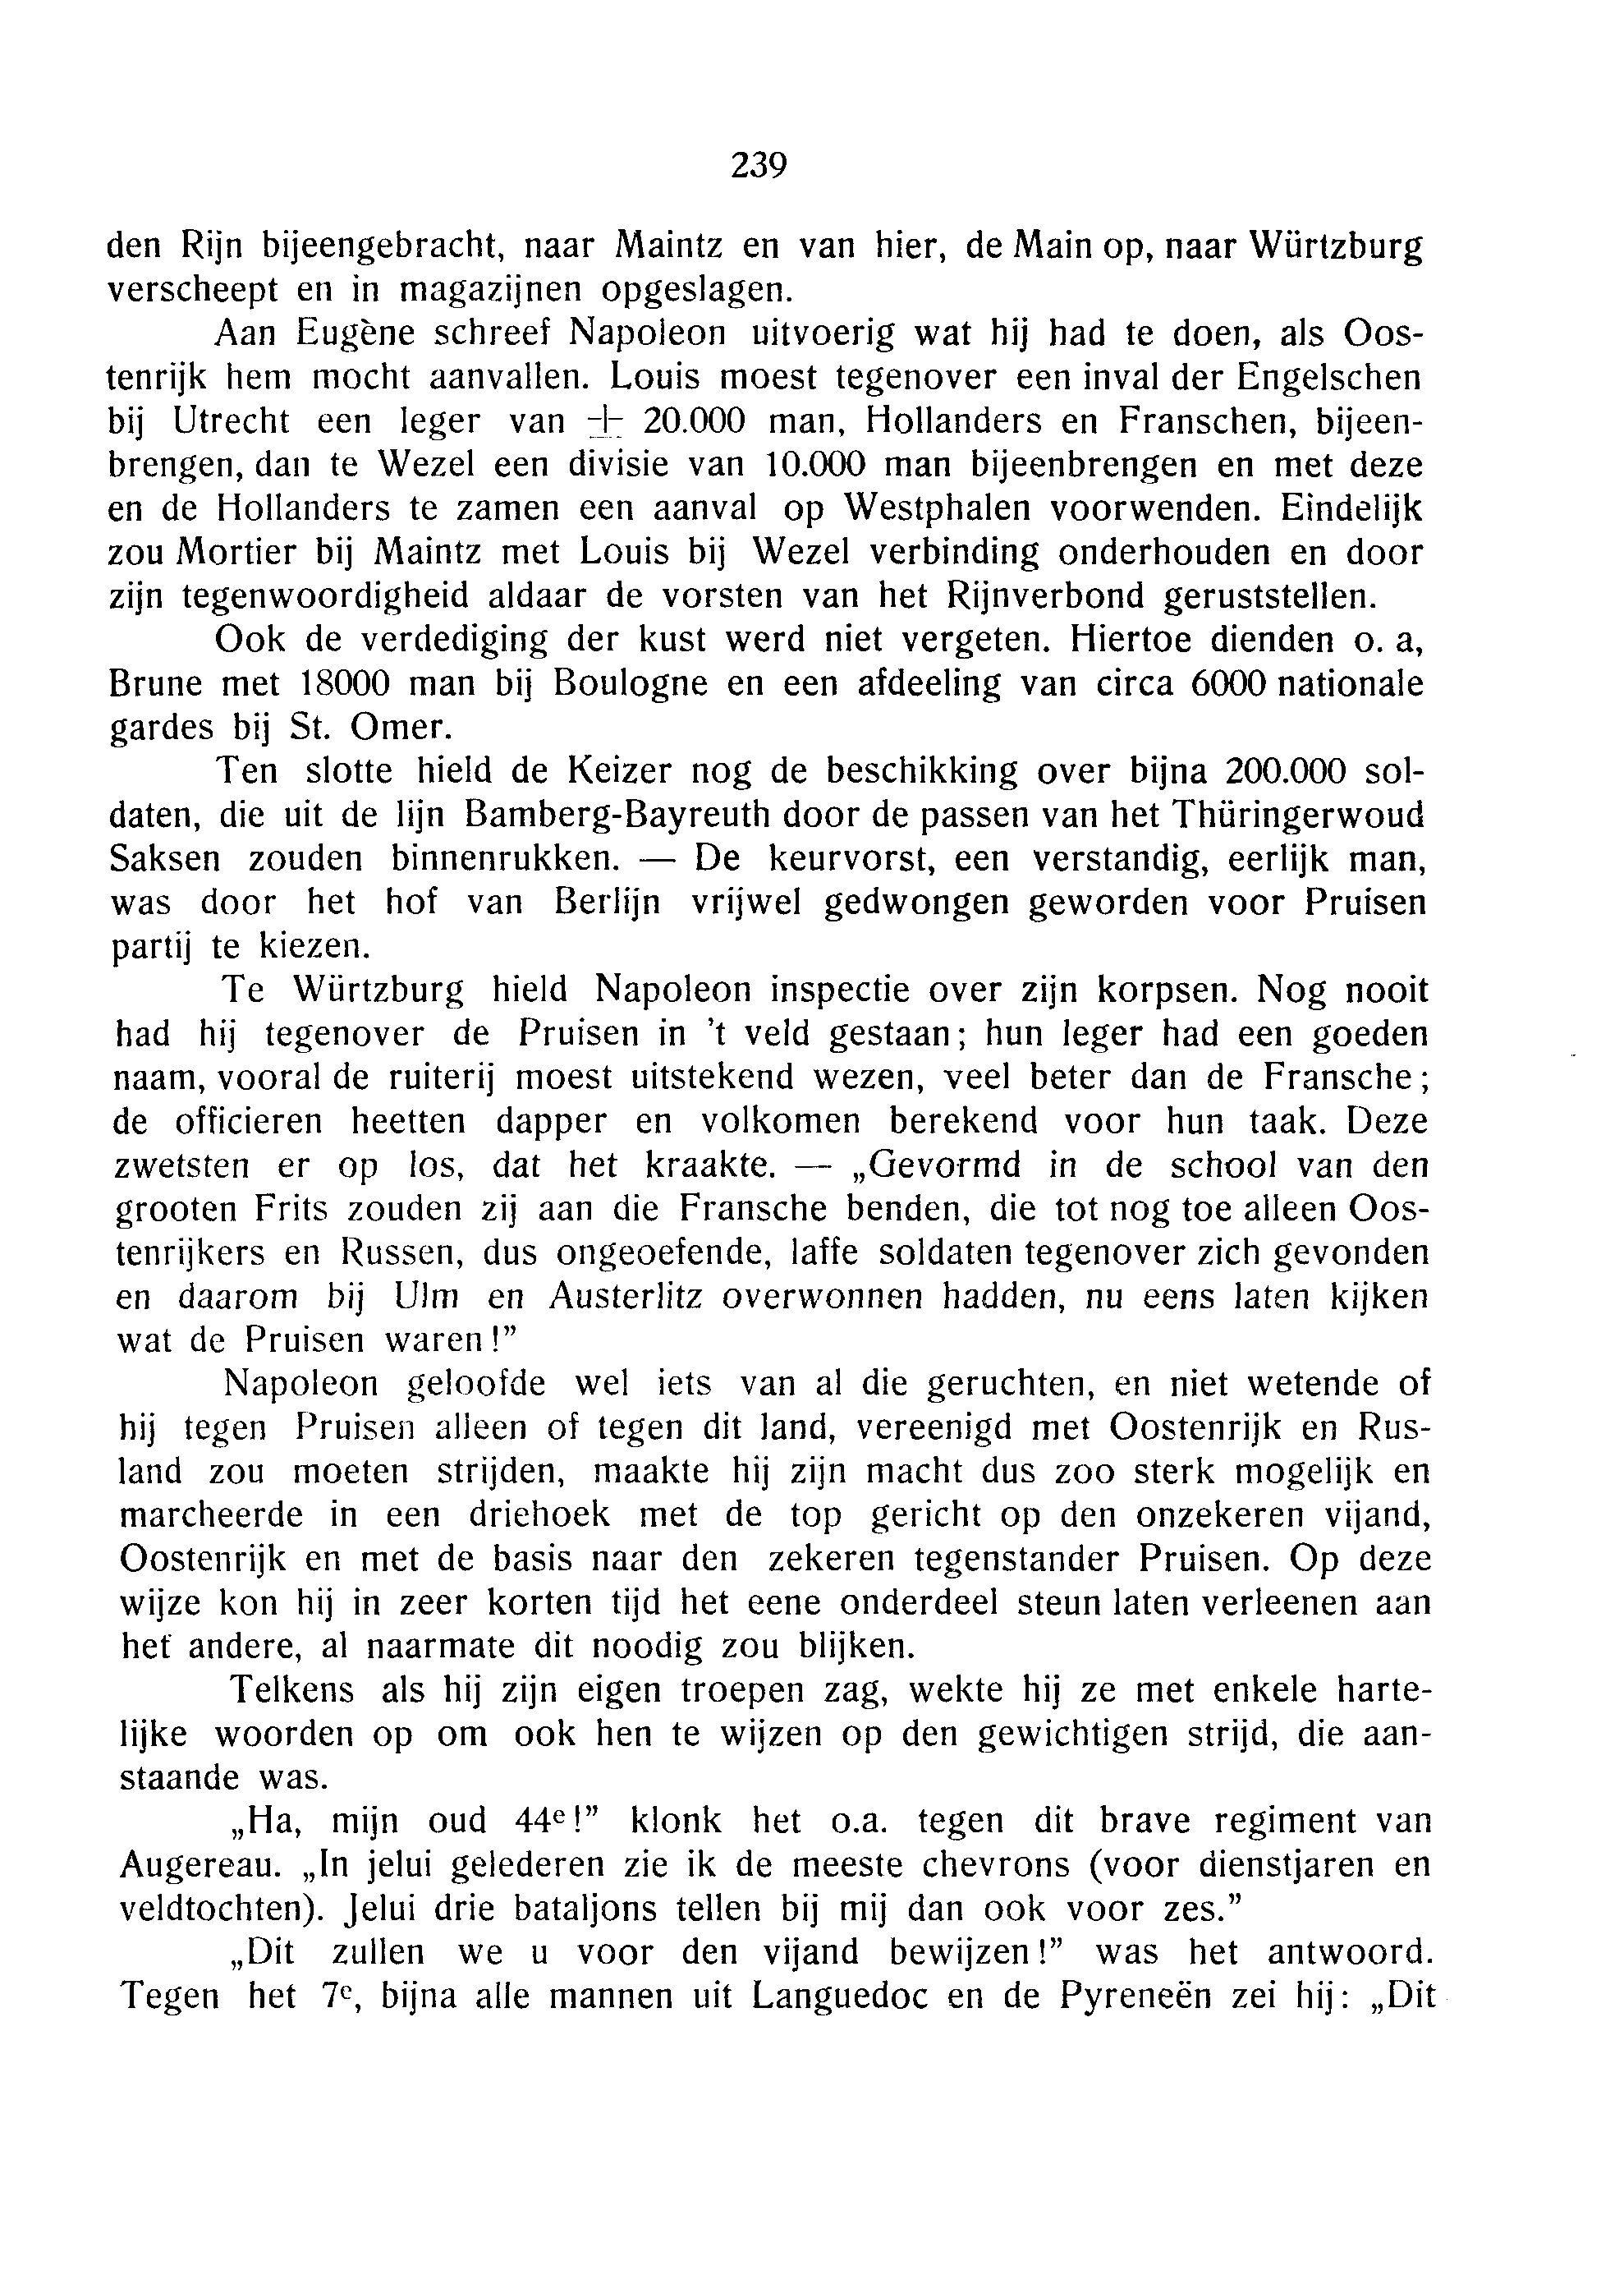 239
den Rijn bijeengebracht, naar Maintz en van hier, de Main op, naar Würtzburg
verscheept en in magazijnen opgeslagen.
Aan Eugène schreef Napoleon uitvoerig wat hij had te doen, als Oos-
tenrijk hem mocht aanvallen. Louis moest tegenover een inval der Engelschen
bij Utrecht een leger van ± 20.000 man, Hollanders en Franschen, bijeen-
brengen, dan te Wezel een divisie van 10.000 man bijeenbrengen en met deze
en de Hollanders te zamen een aanval op Westphalen voorwenden. Eindelijk
zou Mortier bij Maintz met Louis bij Wezel verbinding onderhouden en door
zijn tegenwoordigheid aldaar de vorsten van het Rijnverbond geruststellen.
Ook de verdediging der kust werd niet vergeten. Hiertoe dienden o. a,
Brune met 18000 man bij Boulogne en een afdeeling van circa 6000 nationale
gardes bij St. Omer.
Ten slotte hield de Keizer nog de beschikking over bijna 200.000 sol-
daten, die uit de lijn Bamberg-Bayreuth door de passen van het Thüringerwoud
Saksen zouden binnenrukken. — De keurvorst, een verstandig, eerlijk man,
was door het hof van Berlijn vrijwel gedwongen geworden voor Pruisen
partij te kiezen.
Te Würtzburg hield Napoleon inspectie over zijn korpsen. Nog nooit
had hij tegenover de Pruisen in 't veld gestaan; hun leger had een goeden
naam, vooral de ruiterij moest uitstekend wezen, veel beter dan de Fransche;
de officieren heetten dapper en volkomen berekend voor hun taak. Deze
zwetsten er op los, dat het kraakte. — „Gevormd in de school van den
grooten Frits zouden zij aan die Fransche benden, die tot nog toe alleen Oos-
tenrijkers en Russen, dus ongeoefende, laffe soldaten tegenover zich gevonden
en daarom bij Ulm en Austerlitz overwonnen hadden, nu eens laten kijken
wat de Pruisen waren!”
Napoleon geloofde wel iets van al die geruchten, en niet wetende of
hij tegen Pruisen alleen of tegen dit land, vereenigd met Oostenrijk en Rus-
land zou moeten strijden, maakte hij zijn macht dus zoo sterk mogelijk en
marcheerde in een driehoek met de top gericht op den onzekeren vijand,
Oostenrijk en met de basis naar den zekeren tegenstander Pruisen. Op deze
wijze kon hij in zeer korten tijd het eene onderdeel steun laten verleenen aan
het andere, al naarmate dit noodig zou blijken.
Telkens als hij zijn eigen troepen zag, wekte hij ze met enkele harte-
lijke woorden op om ook hen te wijzen op den gewichtigen strijd, die aan-
staande was.
„Ha, mijn oud 44e!” klonk het o.a. tegen dit brave regiment van
Augereau. „In jelui gelederen zie ik de meeste chevrons (voor dienstjaren en
veldtochten). Jelui drie bataljons tellen bij mij dan ook voor zes.”
„Dit zullen we u voor den vijand bewijzen!” was het antwoord.
Tegen het 7e, bijna alle mannen uit Languedoc en de Pyreneën zei hij: „Dit